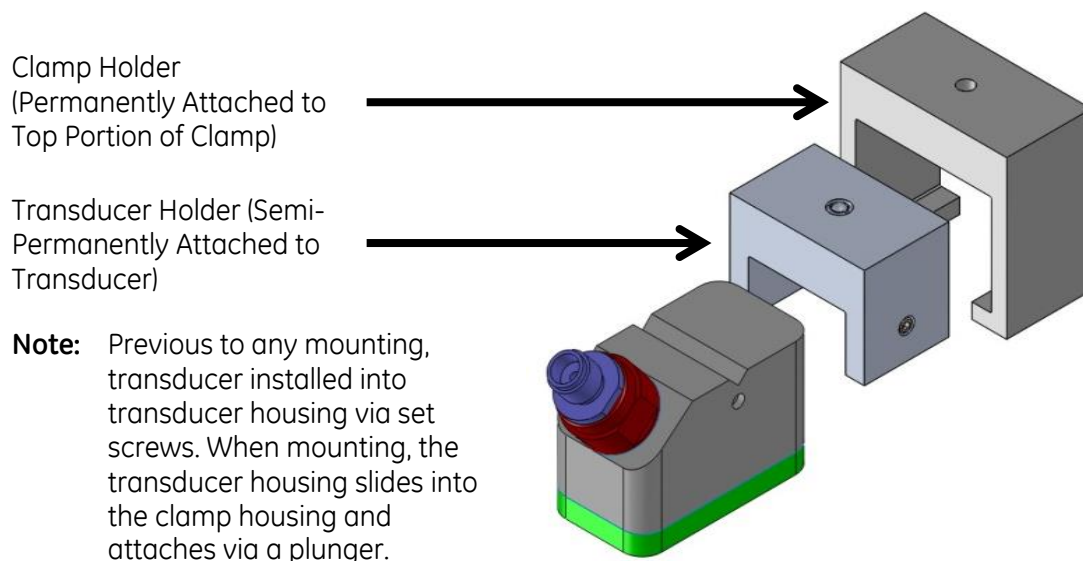 Clamp Holder
(Permanently Attached to
Top Portion of Clamp)
Transducer Holder (Semi-
Permanently Attached to
Transducer)
Note: Previous to any mounting,
transducer installed into
transducer housing via set
screws. When mounting, the
transducer housing slides into
the clamp housing and
attaches via a plunger.